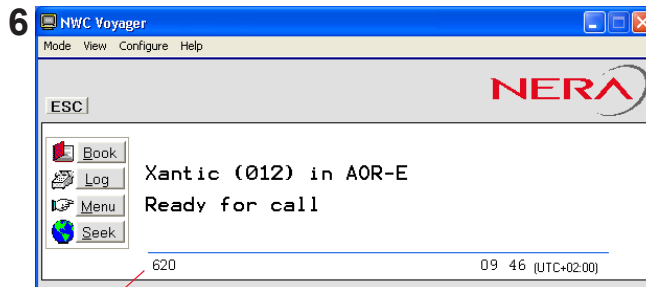 6
NWC Voyager
Mode View Configure Help
NERA
ESC
Book
Log
Menu
Seek
Xantic (012) in AOR-E
Ready for call
620 09 46 (UTC+02:00)